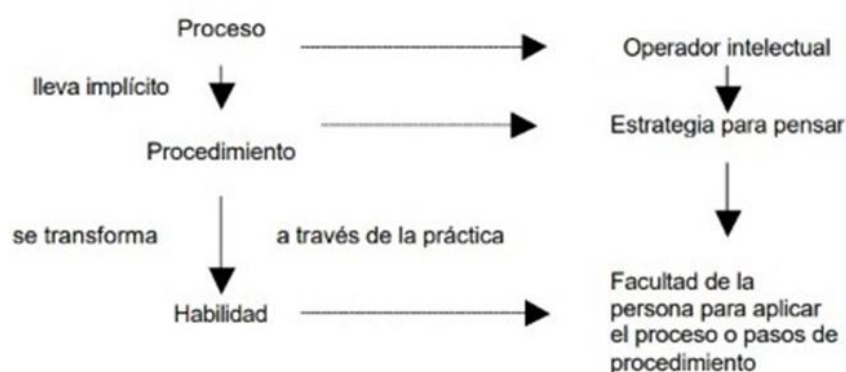 Proceso
Operador intelectual
lleva implícito
Procedimiento
Estrategia para pensar
se transforma
a través de la práctica
Habilidad
Facultad de la
persona para aplicar
el proceso o pasos de
procedimiento